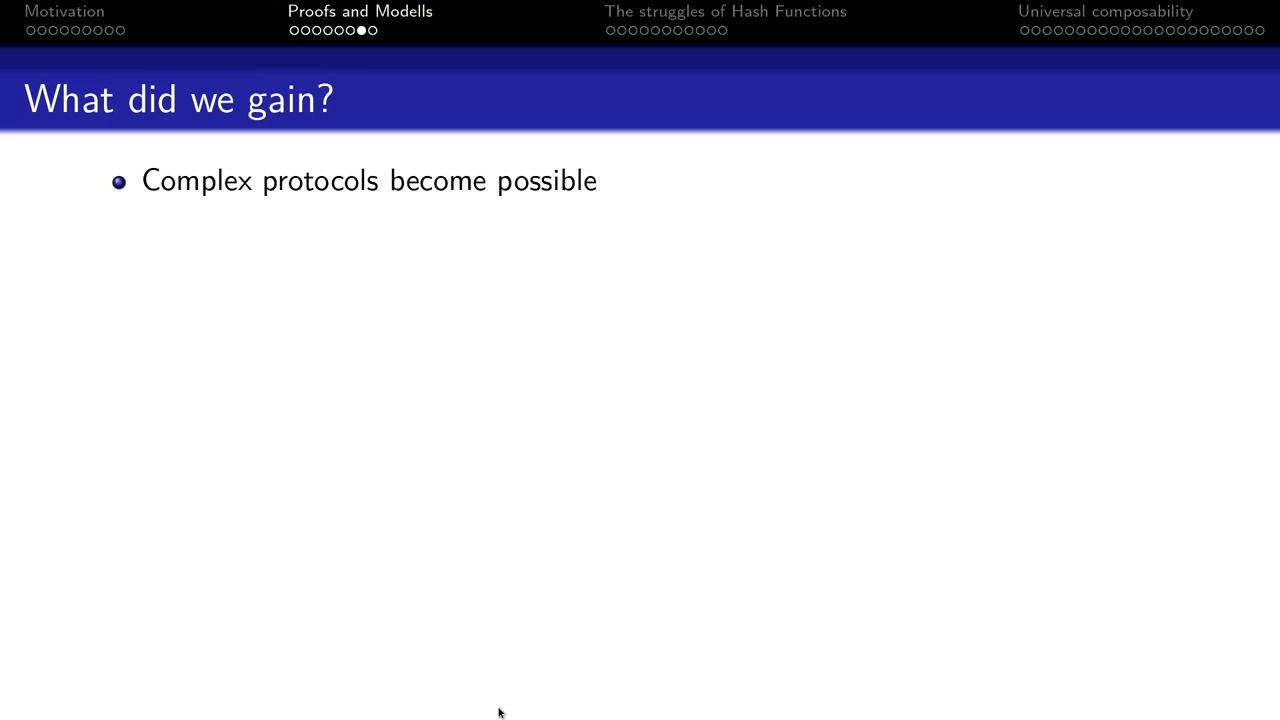 Motivation
Proofs and Modells
The struggles of Hash Functions
Universal composability
What did we gain?
Complex protocols become possible